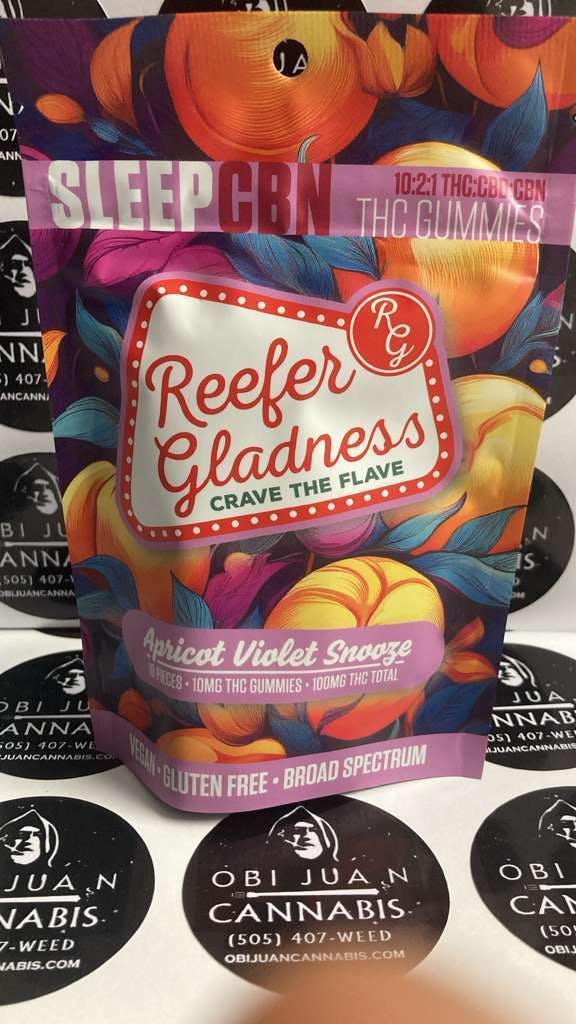 SLEEPCBN
10:2:1 THC:CBD:CBN
THC GUMMIES
RG
Reefer
Gladness
CRAVE THE FLAVE
Apricot Violet Snooze
10 PIECES • 10MG THC GUMMIES • 100MG THC TOTAL
VEGAN • GLUTEN FREE • BROAD SPECTRUM
OBI JUAN
CANNABIS
(505) 407-WEED
OBIJUANCANNABIS.COM